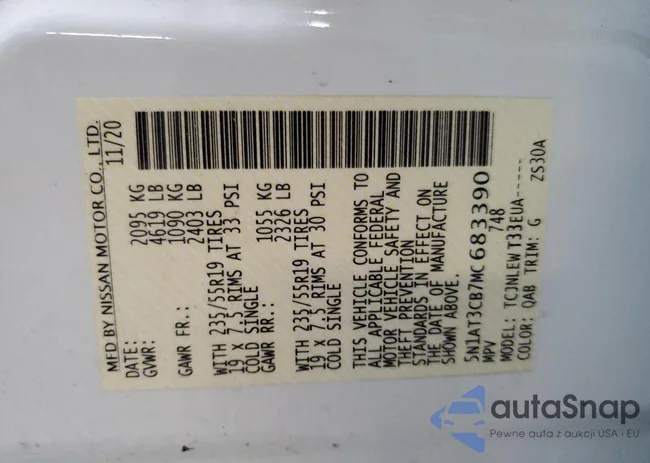 MFD BY NISSAN MOTOR CO., LTD.
DATE: 11/20
GVWR: 2095 KG
4619 LB
GAWR FR.: 1090 KG
2403 LB
WITH 235/55R19 TIRES
19 X 7.5 RIMS AT 33 PSI
COLD SINGLE
GAWR RR.: 1055 KG
2326 LB
WITH 235/55R19 TIRES
19 X 7.5 RIMS AT 30 PSI
COLD SINGLE
THIS VEHICLE CONFORMS TO
ALL APPLICABLE FEDERAL
MOTOR VEHICLE SAFETY AND
THEFT PREVENTION
STANDARDS IN EFFECT ON
THE DATE OF MANUFACTURE
SHOWN ABOVE.
5N1AT3CB7MC683390
MPV 748
MODEL: TCJNLEWT33EUA-----
COLOR: QAB TRIM: G ZS30A
autaSnap
Pewne auta z aukcji USA · EU